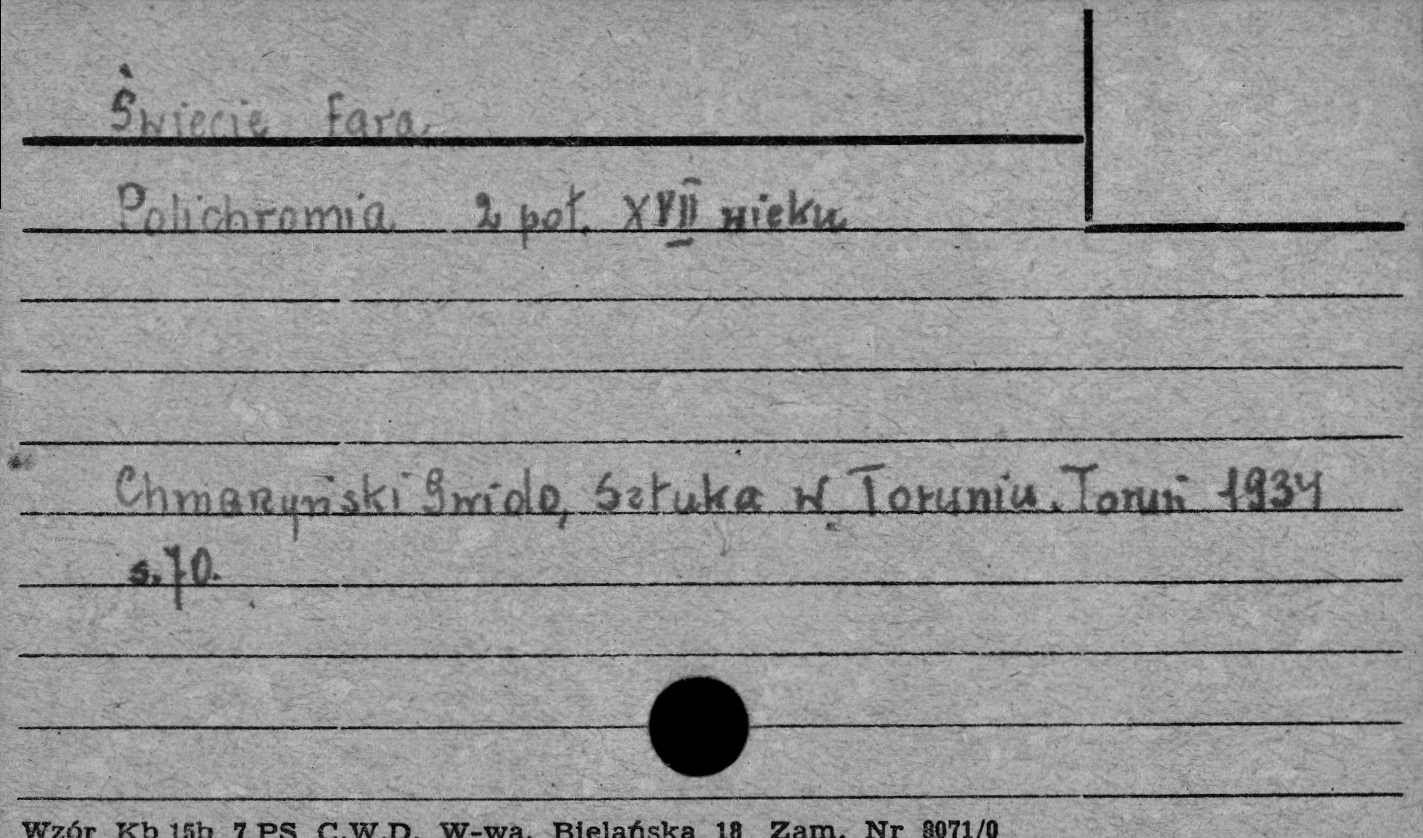 Świecie Fara.
Polichromia 2 poł. XVII wieku
Chmarzyński Gwido, Sztuka w Toruniu. Toruń 1934
s. 70.
Wzór Kb 15b 7 PS C.W.D. W-wa, Bielańska 18 Zam. Nr 8071/0